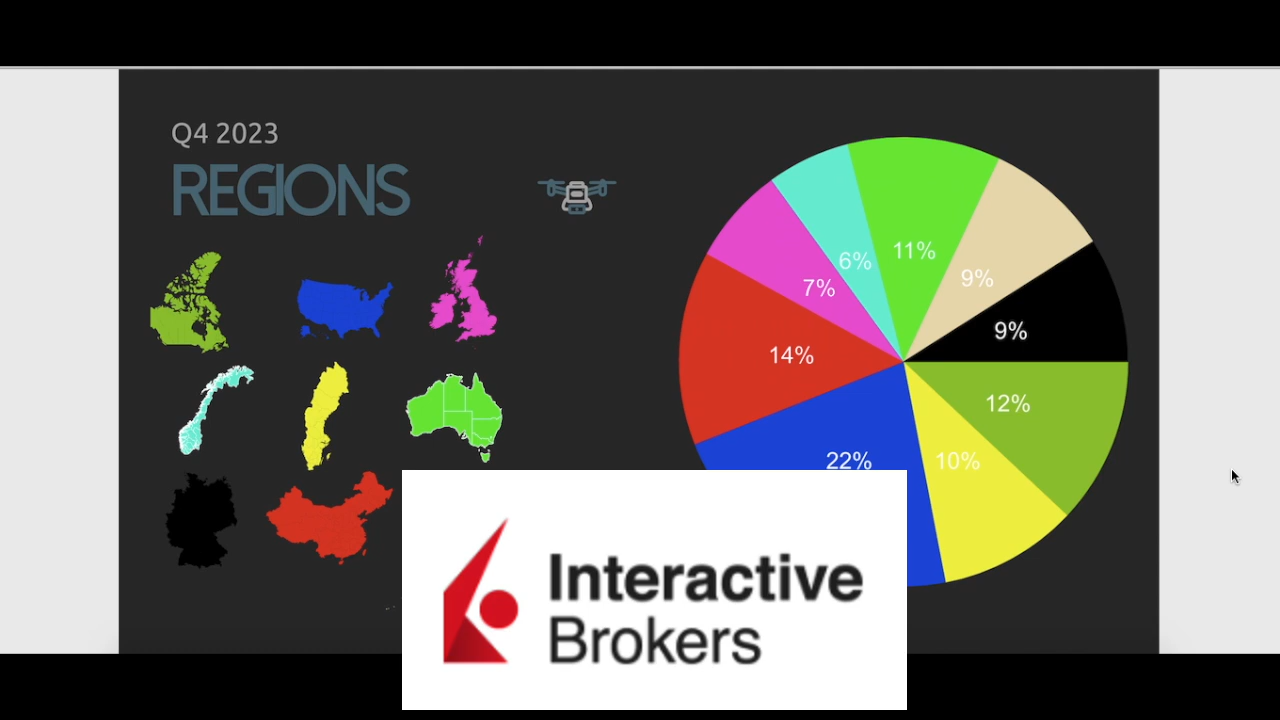 Q4 2023
REGIONS
11%
6%
9%
7%
9%
14%
12%
22%
10%
Interactive
Brokers